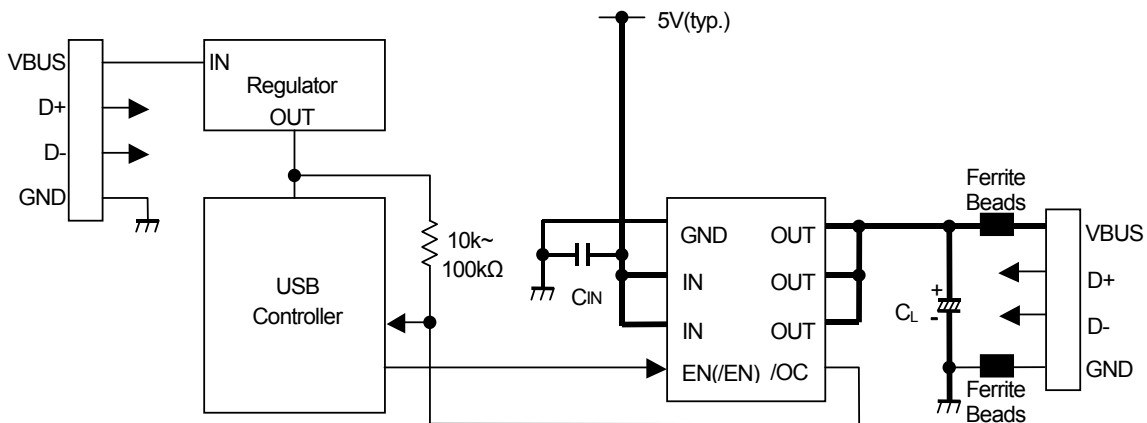 5V(typ.)
VBUS
D+
D-
GND
IN
Regulator
OUT
10k~
100kΩ
USB
Controller
CIN
GND
IN
IN
EN(/EN)
OUT
OUT
OUT
/OC
Ferrite
Beads
CL
+
-
VBUS
D+
D-
GND
Ferrite
Beads